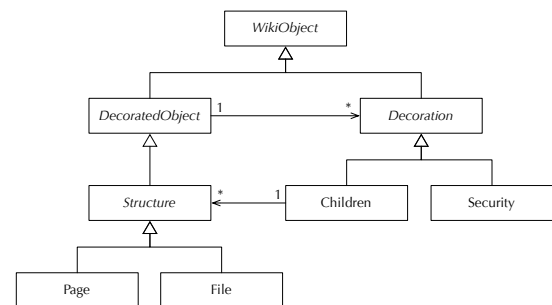 WikiObject
DecoratedObject
1
*
Decoration
Structure
*
1
Children
Security
Page
File